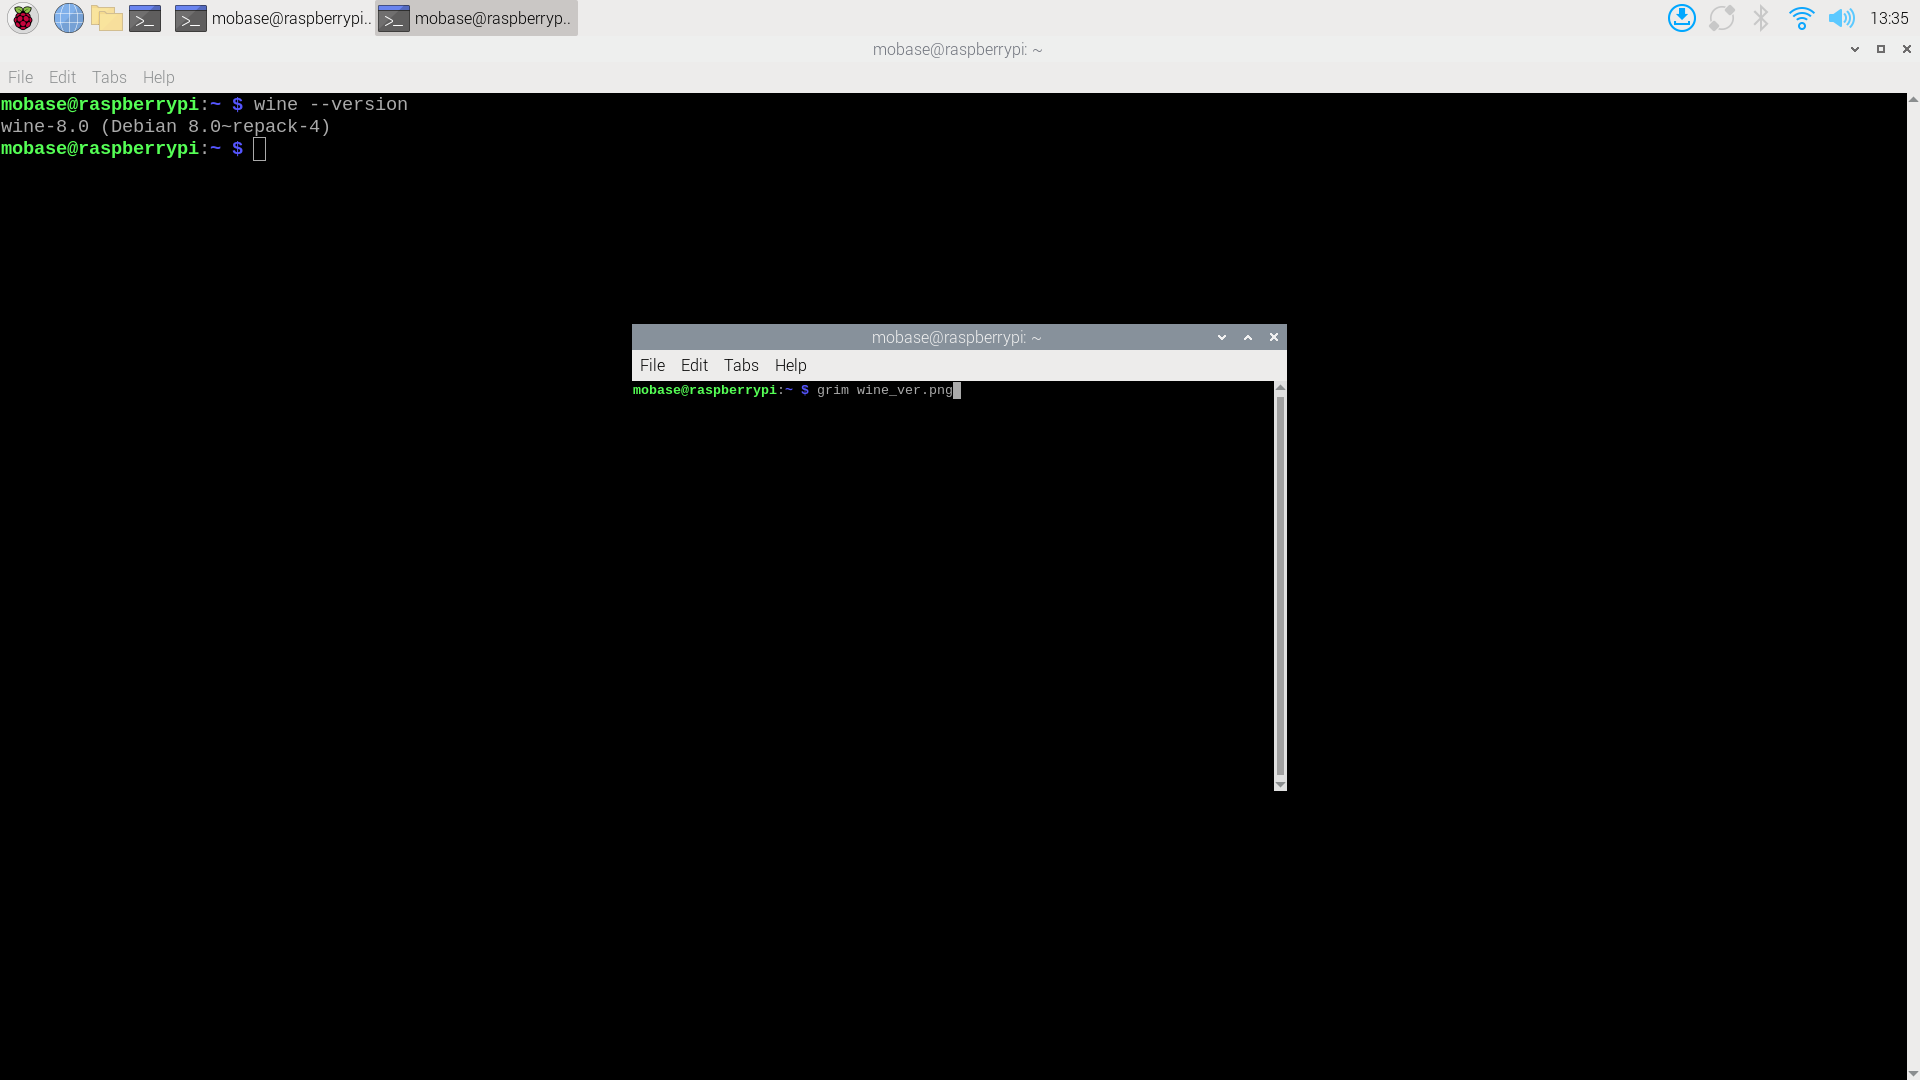 mobase@raspberrypi..
mobase@raspberryp..
13:35
mobase@raspberrypi: ~
File Edit Tabs Help
mobase@raspberrypi:~ $ wine --version
wine-8.0 (Debian 8.0~repack-4)
mobase@raspberrypi:~ $
mobase@raspberrypi: ~
File Edit Tabs Help
mobase@raspberrypi:~ $ grim wine_ver.png